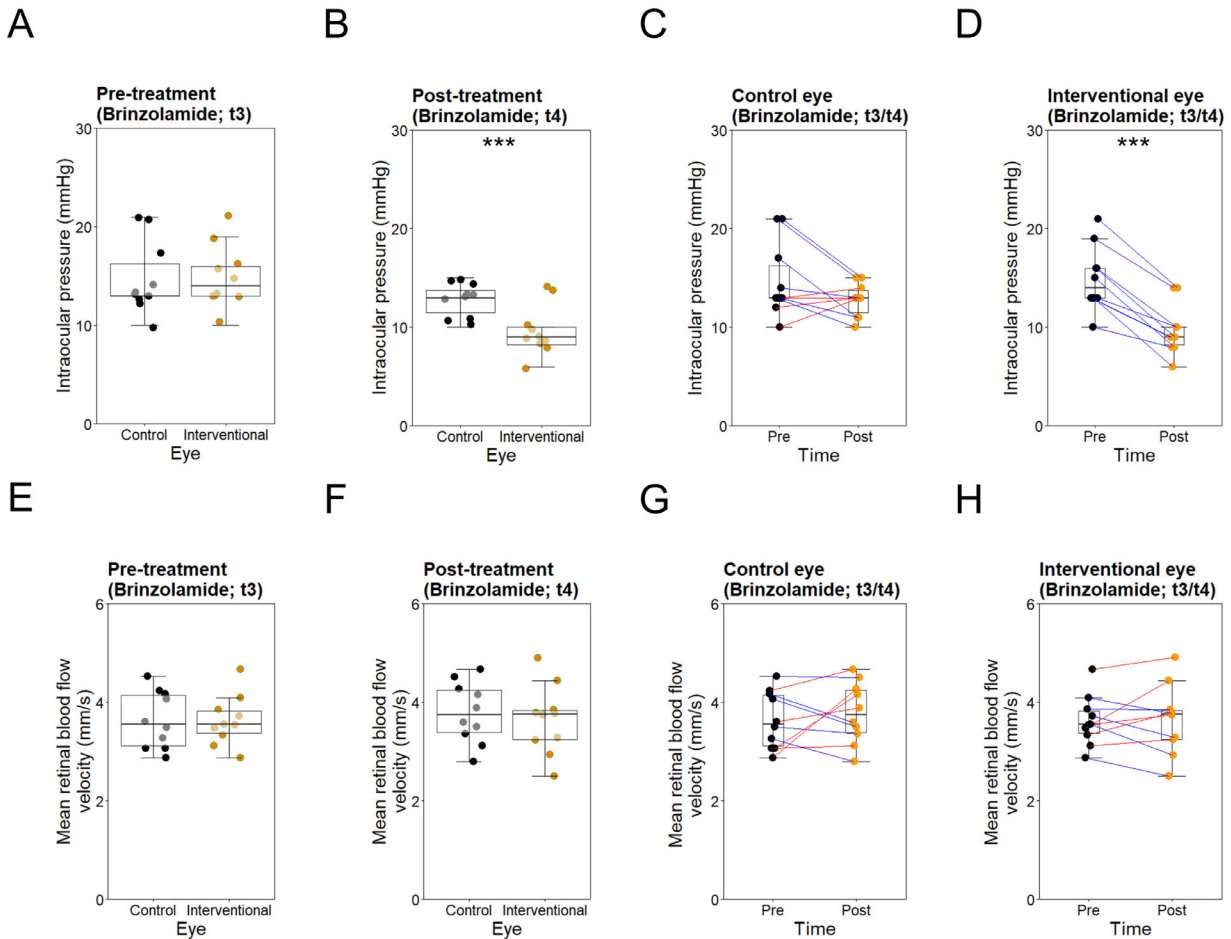 A
B
C
D
Pre-treatment
(Brinzolamide; t3)
Post-treatment
(Brinzolamide; t4)
Control eye
(Brinzolamide; t3/t4)
Interventional eye
(Brinzolamide; t3/t4)
Intraocular pressure (mmHg)
30
20
10
0
Control
Interventional
Eye
Intraocular pressure (mmHg)
30
20
10
0
***
Control
Interventional
Eye
Intraocular pressure (mmHg)
30
20
10
0
Pre
Post
Time
Intraocular pressure (mmHg)
30
20
10
0
***
Pre
Post
Time
E
F
G
H
Pre-treatment
(Brinzolamide; t3)
Post-treatment
(Brinzolamide; t4)
Control eye
(Brinzolamide; t3/t4)
Interventional eye
(Brinzolamide; t3/t4)
Mean retinal blood flow
velocity (mm/s)
6
4
2
0
Control
Interventional
Eye
Mean retinal blood flow
velocity (mm/s)
6
4
2
0
Control
Interventional
Eye
Mean retinal blood flow
velocity (mm/s)
6
4
2
0
Pre
Post
Time
Mean retinal blood flow
velocity (mm/s)
6
4
2
0
Pre
Post
Time